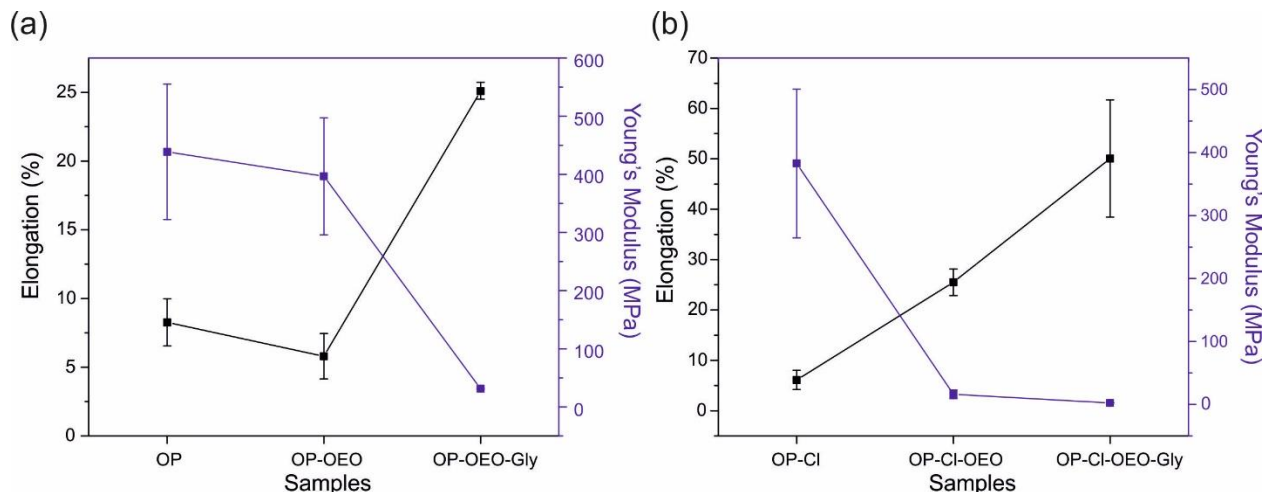 (a)
Elongation (%)
25
20
15
10
5
0
600
500
400
300
200
100
0
Young's Modulus (MPa)
OP
OP-OEO
OP-OEO-Gly
Samples
(b)
Elongation (%)
70
60
50
40
30
20
10
0
500
400
300
200
100
0
Young's Modulus (MPa)
OP-Cl
OP-Cl-OEO
OP-Cl-OEO-Gly
Samples